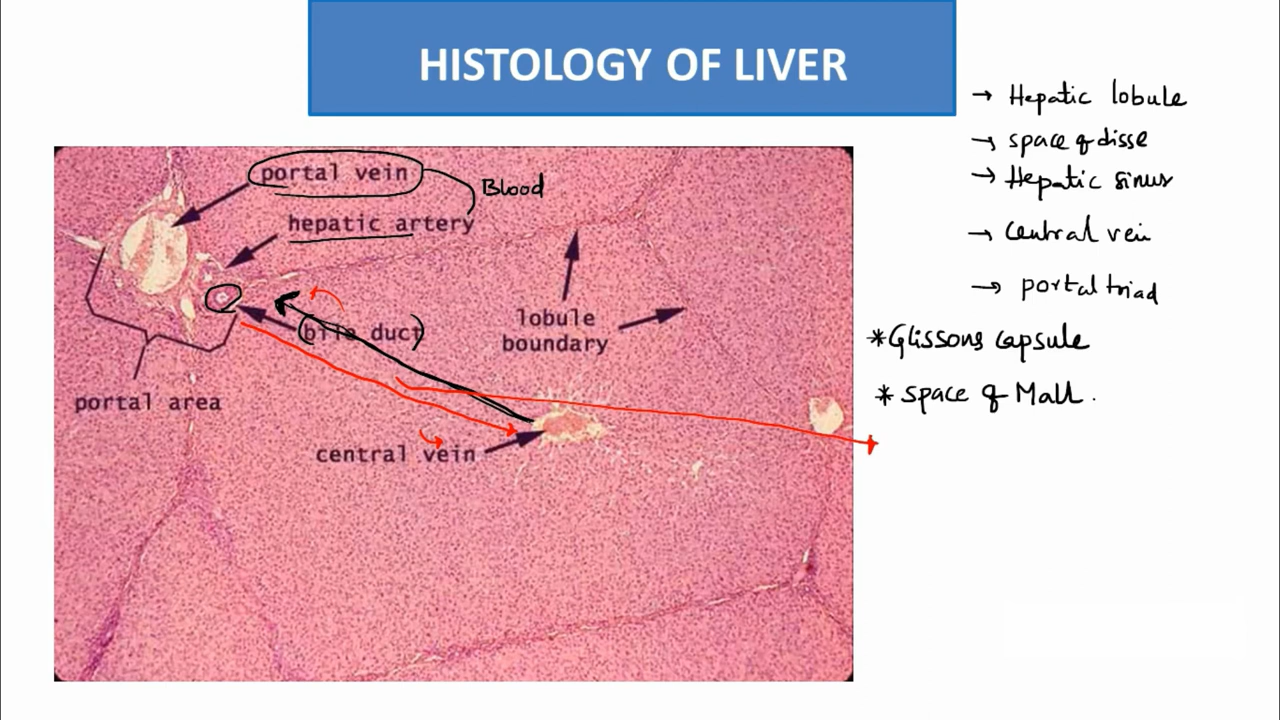 HISTOLOGY OF LIVER
→ Hepatic lobule
→ space of disse
→ Hepatic sinus
→ central vein
→ portal triad
*Glissons capsule
* space of Mall.
portal vein
Blood
hepatic artery
bile duct
lobule
boundary
portal area
central vein